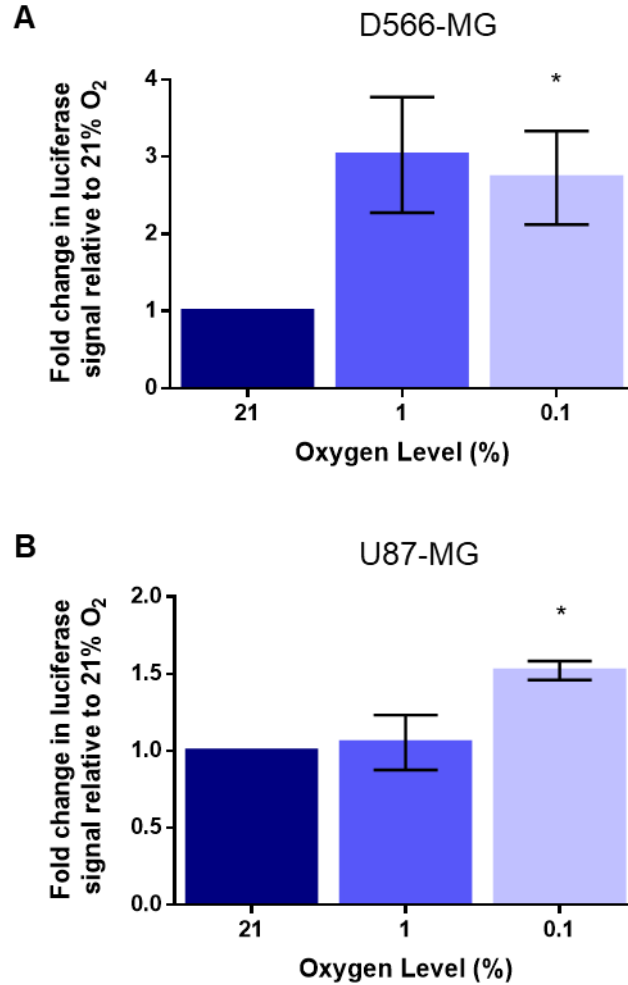 A
D566-MG
Fold change in luciferase
signal relative to 21% O₂
4
3
2
1
0
*
21 1 0.1
Oxygen Level (%)
B
U87-MG
Fold change in luciferase
signal relative to 21% O₂
2.0
1.5
1.0
0.5
0.0
*
21 1 0.1
Oxygen Level (%)